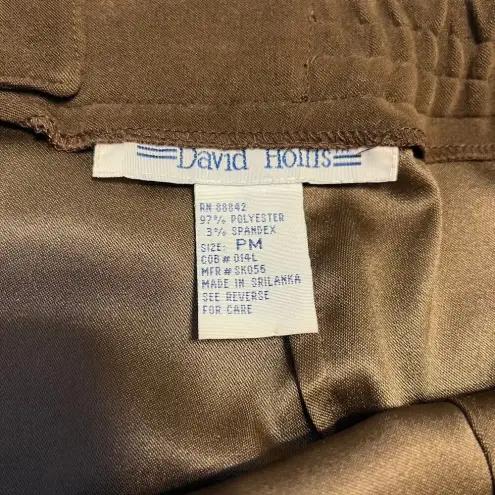 David Hollis
RN 88842
97% POLYESTER
3% SPANDEX
SIZE: PM
COB# 014L
MFR# SK056
MADE IN SRILANKA
SEE REVERSE
FOR CARE